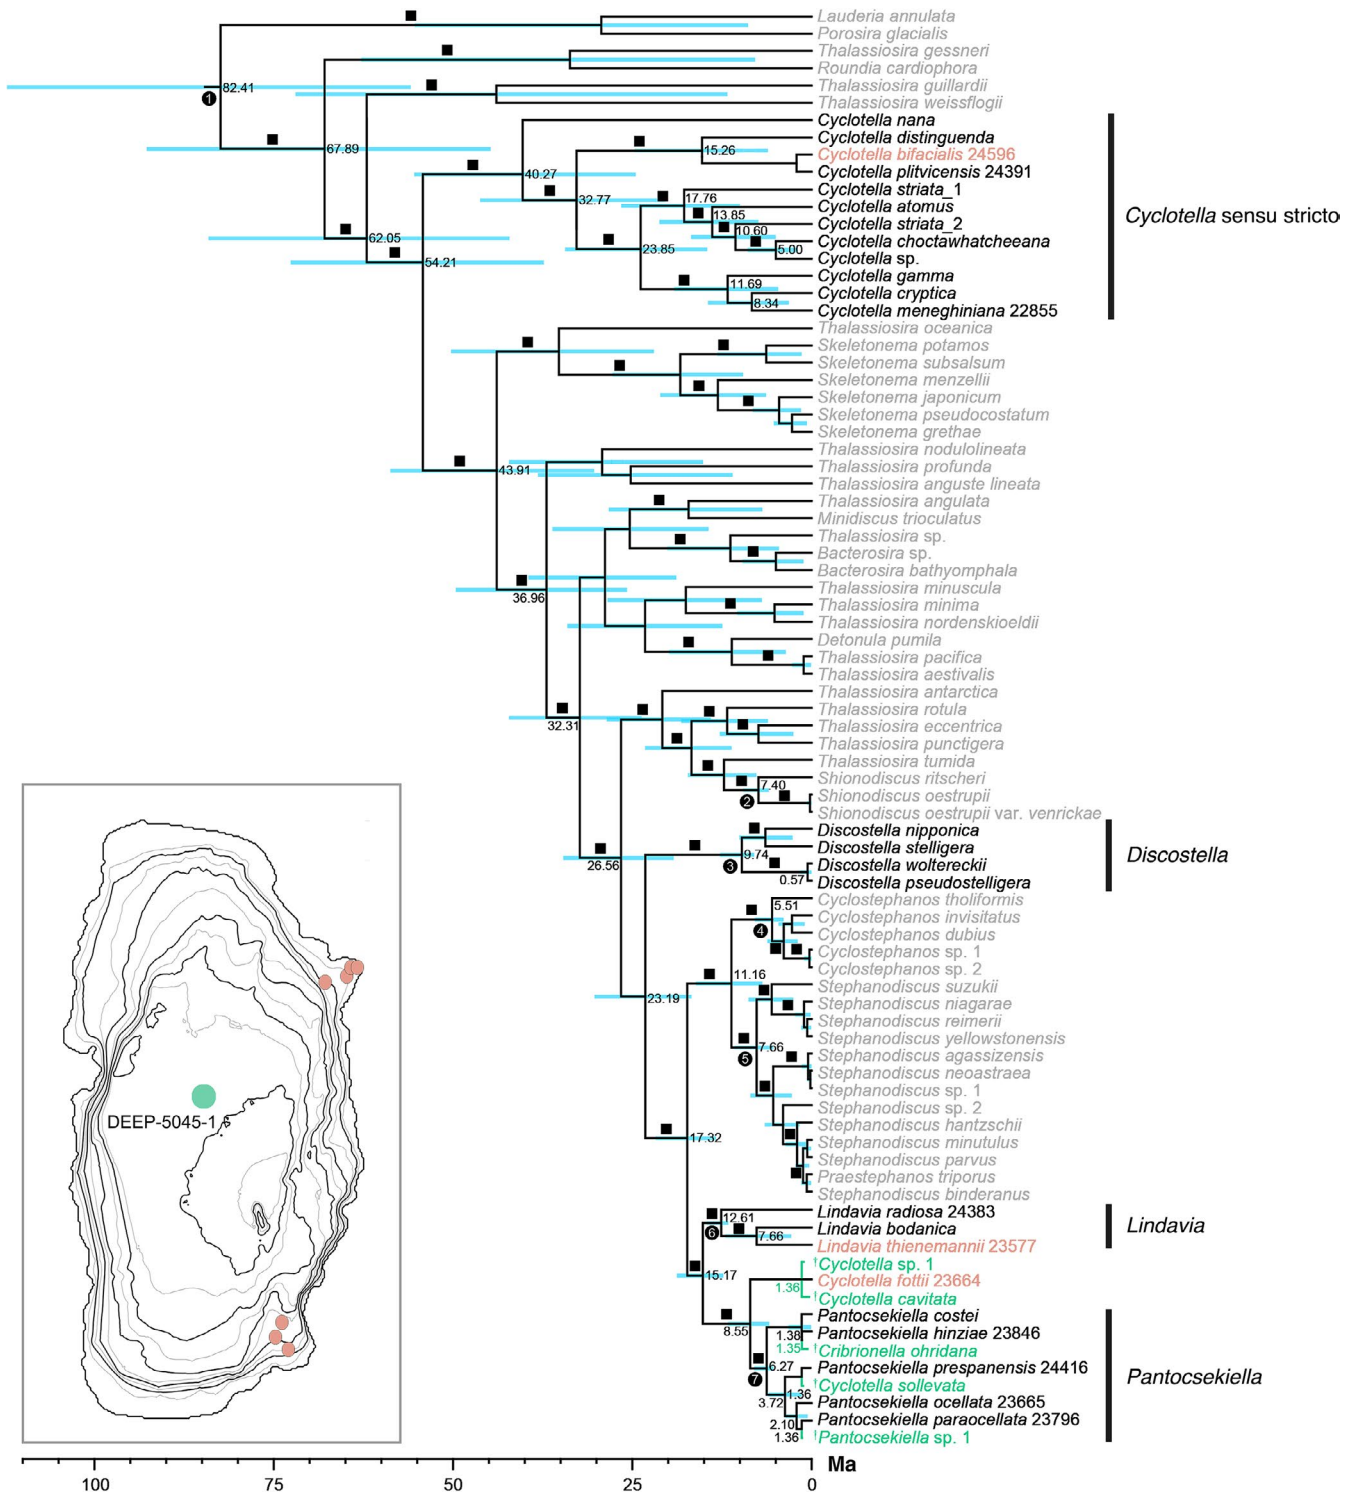 Lauderia annulata
Porosira glacialis
Thalassiosira gessneri
Roundia cardiophora
Thalassiosira guillardii
82.41
1
Thalassiosira weissflogii
Cyclotella nana
Cyclotella distinguenda
67.89
15.26
Cyclotella bifacialis 24596
40.27
Cyclotella plitvicensis 24391
Cyclotella striata_1
32.77
17.76
Cyclotella atomus
13.85
Cyclotella sensu stricto
Cyclotella striata_2
10.60
62.05
Cyclotella choctawhatcheeana
23.85
5.00
Cyclotella sp.
54.21
Cyclotella gamma
11.69
Cyclotella cryptica
8.34
Cyclotella meneghiniana 22855
Thalassiosira oceanica
Skeletonema potamos
Skeletonema subsalsum
Skeletonema menzellii
Skeletonema japonicum
Skeletonema pseudocostatum
Skeletonema grethae
Thalassiosira nodulolineata
43.91
Thalassiosira profunda
Thalassiosira anguste lineata
Thalassiosira angulata
Minidiscus trioculatus
Thalassiosira sp.
Bacterosira sp.
Bacterosira bathyomphala
Thalassiosira minuscula
36.96
Thalassiosira minima
Thalassiosira nordenskioeldii
Detonula pumila
Thalassiosira pacifica
Thalassiosira aestivalis
Thalassiosira antarctica
Thalassiosira rotula
32.31
Thalassiosira eccentrica
Thalassiosira punctigera
Thalassiosira tumida
Shionodiscus ritscheri
7.40
Shionodiscus oestrupii
2
Shionodiscus oestrupii var. venrickae
Discostella nipponica
Discostella stelligera
9.74
Discostella
26.56
3
Discostella woltereckii
0.57
Discostella pseudostelligera
Cyclostephanos tholiformis
5.51
Cyclostephanos invisitatus
4
Cyclostephanos dubius
Cyclostephanos sp. 1
Cyclostephanos sp. 2
11.16
Stephanodiscus suzukii
23.19
Stephanodiscus niagarae
Stephanodiscus reimerii
Stephanodiscus yellowstonensis
7.66
5
Stephanodiscus agassizensis
Stephanodiscus neoastraea
Stephanodiscus sp. 1
Stephanodiscus sp. 2
DEEP-5045-1
Stephanodiscus hantzschii
17.32
Stephanodiscus minutulus
Stephanodiscus parvus
Praestephanos triporus
Stephanodiscus binderanus
Lindavia radiosa 24383
12.61
Lindavia
6
Lindavia bodanica
7.66
Lindavia thienemannii 23577
†Cyclotella sp. 1
15.17
Cyclotella fottii 23664
1.36
†Cyclotella cavitata
Pantocsekiella costei
8.55
1.38
Pantocsekiella hinziae 23846
1.35
†Cribrionella ohridana
6.27
Pantocsekiella prespanensis 24416
7
Pantocsekiella
†Cyclotella sollevata
1.36
3.72
Pantocsekiella ocellata 23665
2.10
Pantocsekiella paraocellata 23796
1.36
†Pantocsekiella sp. 1
Ma
100 75 50 25 0